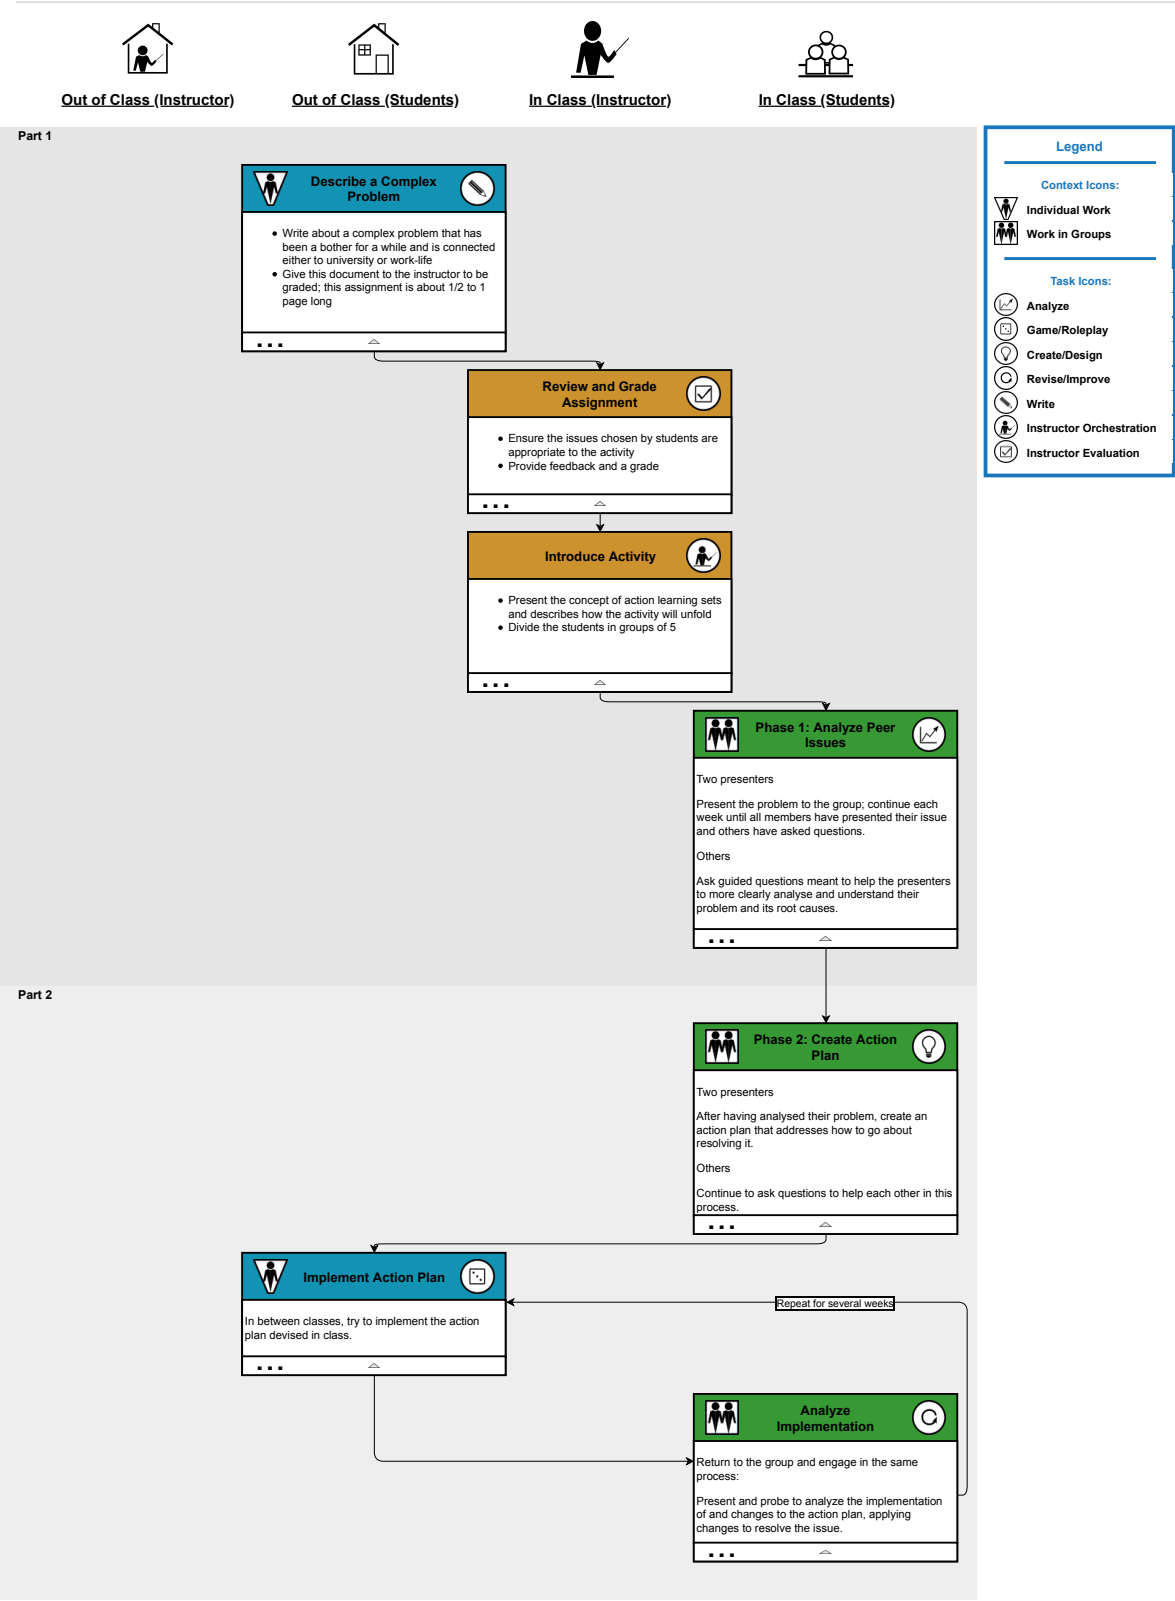 Out of Class (Instructor)
Out of Class (Students)
In Class (Instructor)
In Class (Students)
Part 1
Legend
Context Icons:
Individual Work
Work in Groups
Task Icons:
Analyze
Game/Roleplay
Create/Design
Revise/Improve
Write
Instructor Orchestration
Instructor Evaluation
Describe a Complex
Problem
• Write about a complex problem that has
been a bother for a while and is connected
either to university or work-life
• Give this document to the instructor to be
graded; this assignment is about 1/2 to 1
page long
Review and Grade
Assignment
• Ensure the issues chosen by students are
appropriate to the activity
• Provide feedback and a grade
Introduce Activity
• Present the concept of action learning sets
and describes how the activity will unfold
• Divide the students in groups of 5
Phase 1: Analyze Peer
Issues
Two presenters
Present the problem to the group; continue each
week until all members have presented their issue
and others have asked questions.
Others
Ask guided questions meant to help the presenters
to more clearly analyse and understand their
problem and its root causes.
Part 2
Phase 2: Create Action
Plan
Two presenters
After having analysed their problem, create an
action plan that addresses how to go about
resolving it.
Others
Continue to ask questions to help each other in this
process.
Implement Action Plan
In between classes, try to implement the action
plan devised in class.
Repeat for several weeks
Analyze
Implementation
Return to the group and engage in the same
process:
Present and probe to analyze the implementation
of and changes to the action plan, applying
changes to resolve the issue.